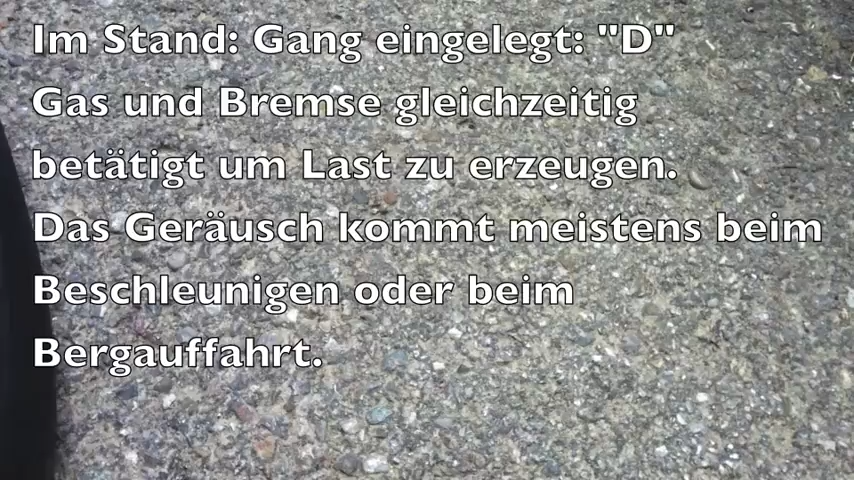 Im Stand: Gang eingelegt: "D"
Gas und Bremse gleichzeitig
betätigt um Last zu erzeugen.
Das Geräusch kommt meistens beim
Beschleunigen oder beim
Bergauffahrt.